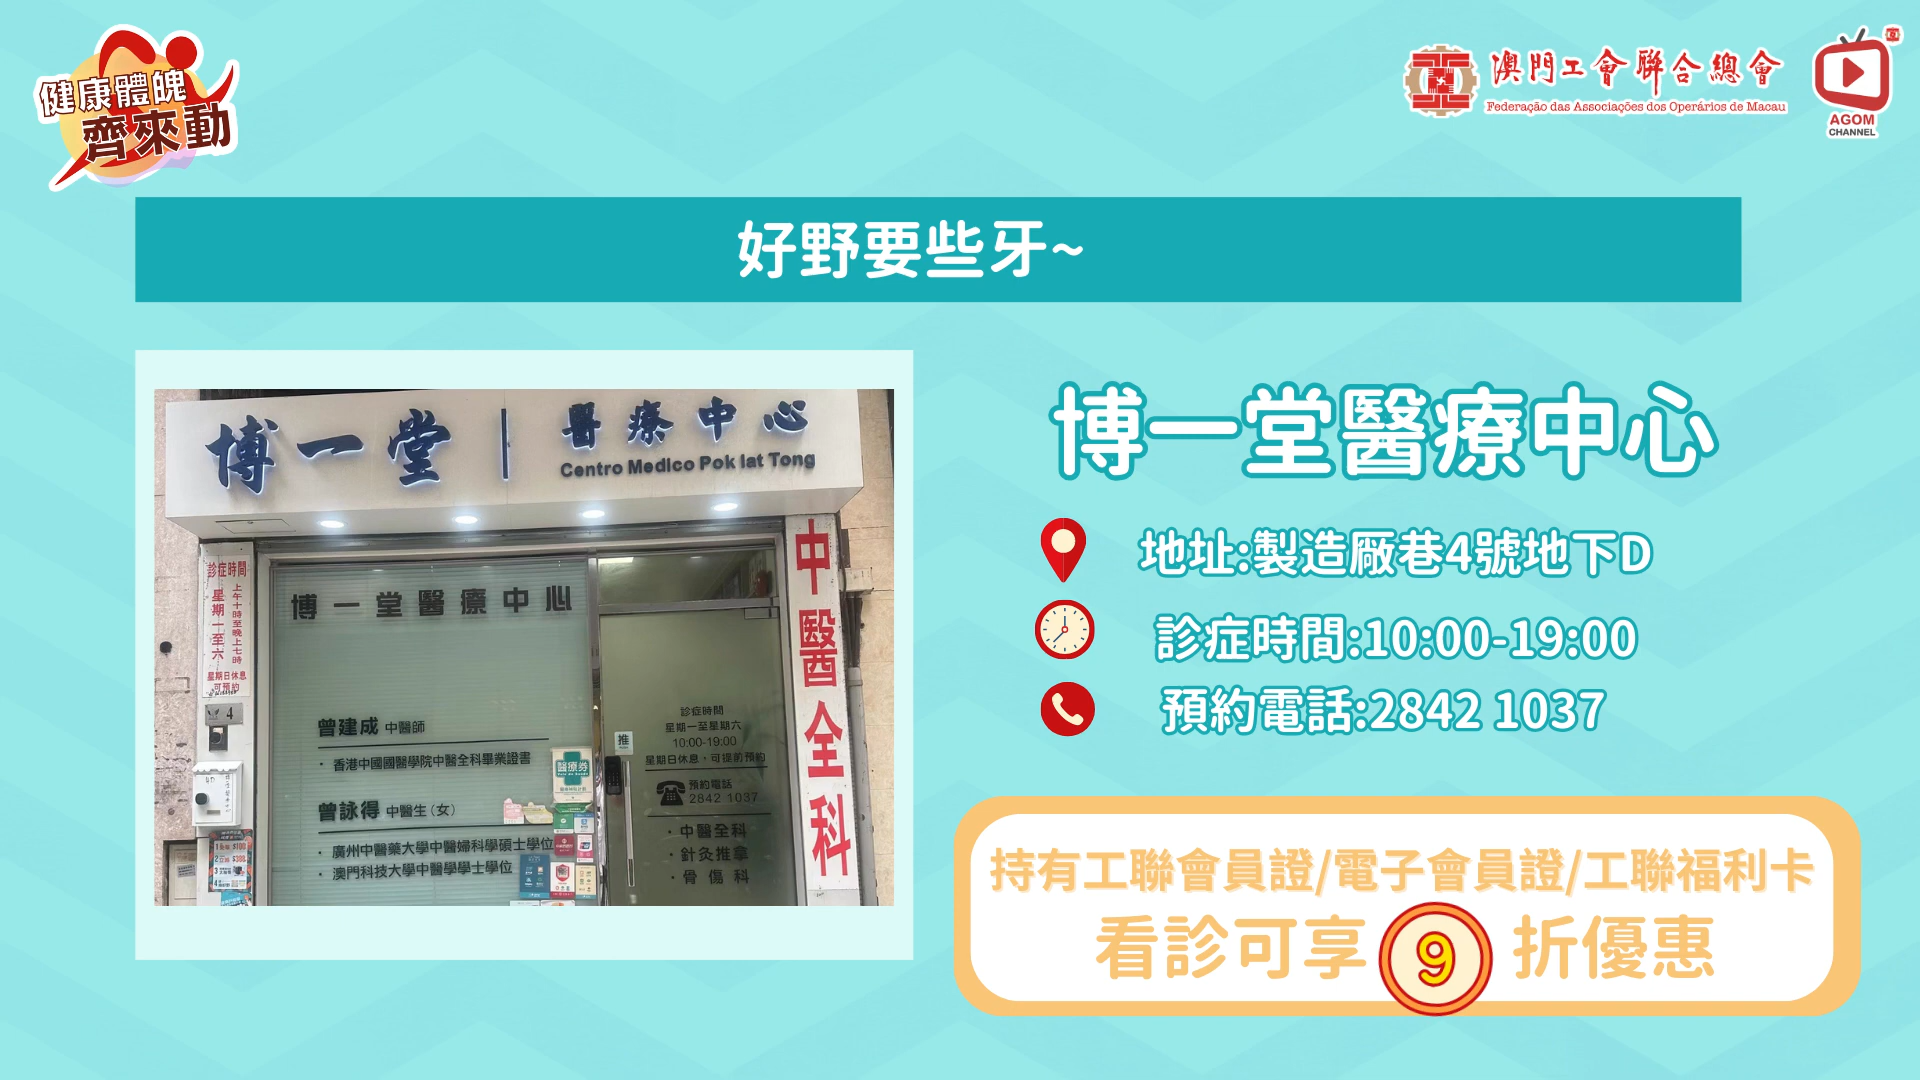 健康體魄
齊來動
澳門工會聯合總會
Federação das Associações dos Operários de Macau
AGOM
CHANNEL
好野要些牙~
博一堂 醫療中心
Centro Medico Pok Iat Tong
診症時間
星期一至六
上午十時至晚上七時
星期日休息
可預約
4
博一堂醫療中心
曾建成 中醫師
· 香港中國國醫學院中醫全科畢業證書
曾詠得 中醫生（女）
· 廣州中醫藥大學中醫婦科學碩士學位
· 澳門科技大學中醫學學士學位
醫療券
推
診症時間
星期一至星期六
10:00-19:00
星期日休息，可提前預約
預約電話
2842 1037
· 中醫全科
· 針灸推拿
· 骨傷科
中醫全科
博一堂醫療中心
地址:製造厰巷4號地下D
診症時間:10:00-19:00
預約電話:2842 1037
持有工聯會員證/電子會員證/工聯福利卡
看診可享 9 折優惠